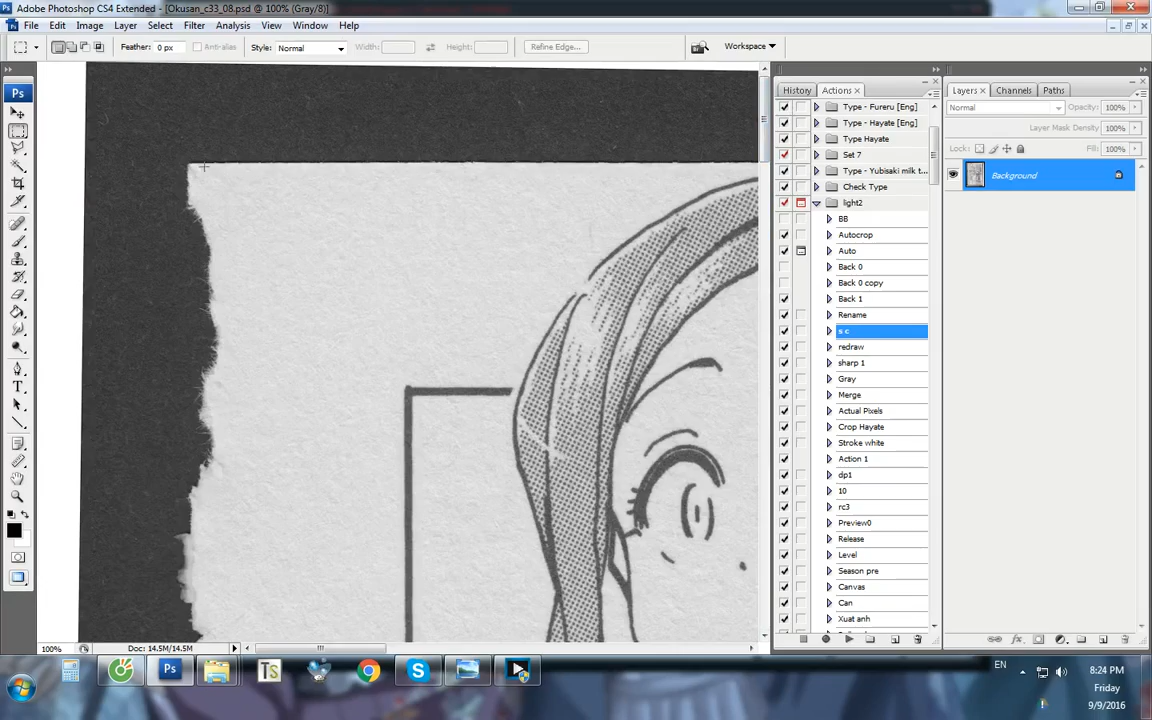 Adobe Photoshop CS4 Extended - [Okusan_c33_08.psd @ 100% (Gray/8)]
Ps File Edit Image Layer Select Filter Analysis View Window Help
Feather: 0 px Anti-alias Style: Normal Width: Height: Refine Edge... Workspace
Ps
T
History Actions
Type - Fureru [Eng]
Type - Hayate [Eng]
Type Hayate
Set 7
Type - Yubisaki milk t...
Check Type
light2
BB
Autocrop
Auto
Back 0
Back 0 copy
Back 1
Rename
s c
redraw
sharp 1
Gray
Merge
Actual Pixels
Crop Hayate
Stroke white
Action 1
dp1
10
rc3
Preview0
Release
Level
Season pre
Canvas
Can
Xuat anh
Layers Channels Paths
Normal Opacity: 100%
Layer Mask Density: 100%
Lock: Fill: 100%
Background
100% Doc: 14.5M/14.5M
Ps TS S
EN
8:24 PM
Friday
9/9/2016